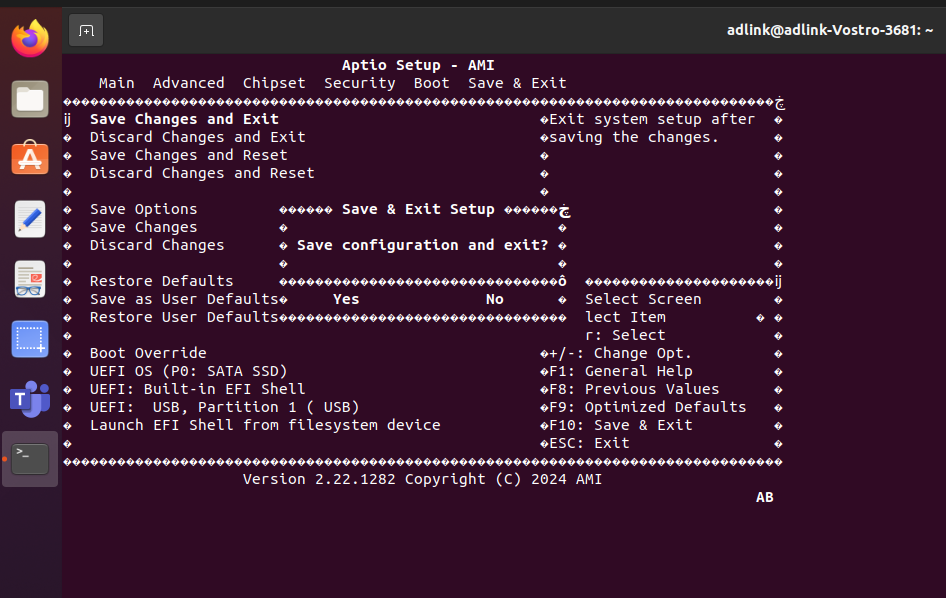 adlink@adlink-Vostro-3681: ~
Aptio Setup - AMI
Main Advanced Chipset Security Boot Save & Exit
Save Changes and Exit Exit system setup after
Discard Changes and Exit saving the changes.
Save Changes and Reset
Discard Changes and Reset
Save Options Save & Exit Setup
Save Changes
Discard Changes Save configuration and exit?
Restore Defaults
Save as User Defaults Yes No Select Screen
Restore User Defaults lect Item
r: Select
Boot Override +/-: Change Opt.
UEFI OS (P0: SATA SSD) F1: General Help
UEFI: Built-in EFI Shell F8: Previous Values
UEFI: USB, Partition 1 ( USB) F9: Optimized Defaults
Launch EFI Shell from filesystem device F10: Save & Exit
ESC: Exit
Version 2.22.1282 Copyright (C) 2024 AMI
AB